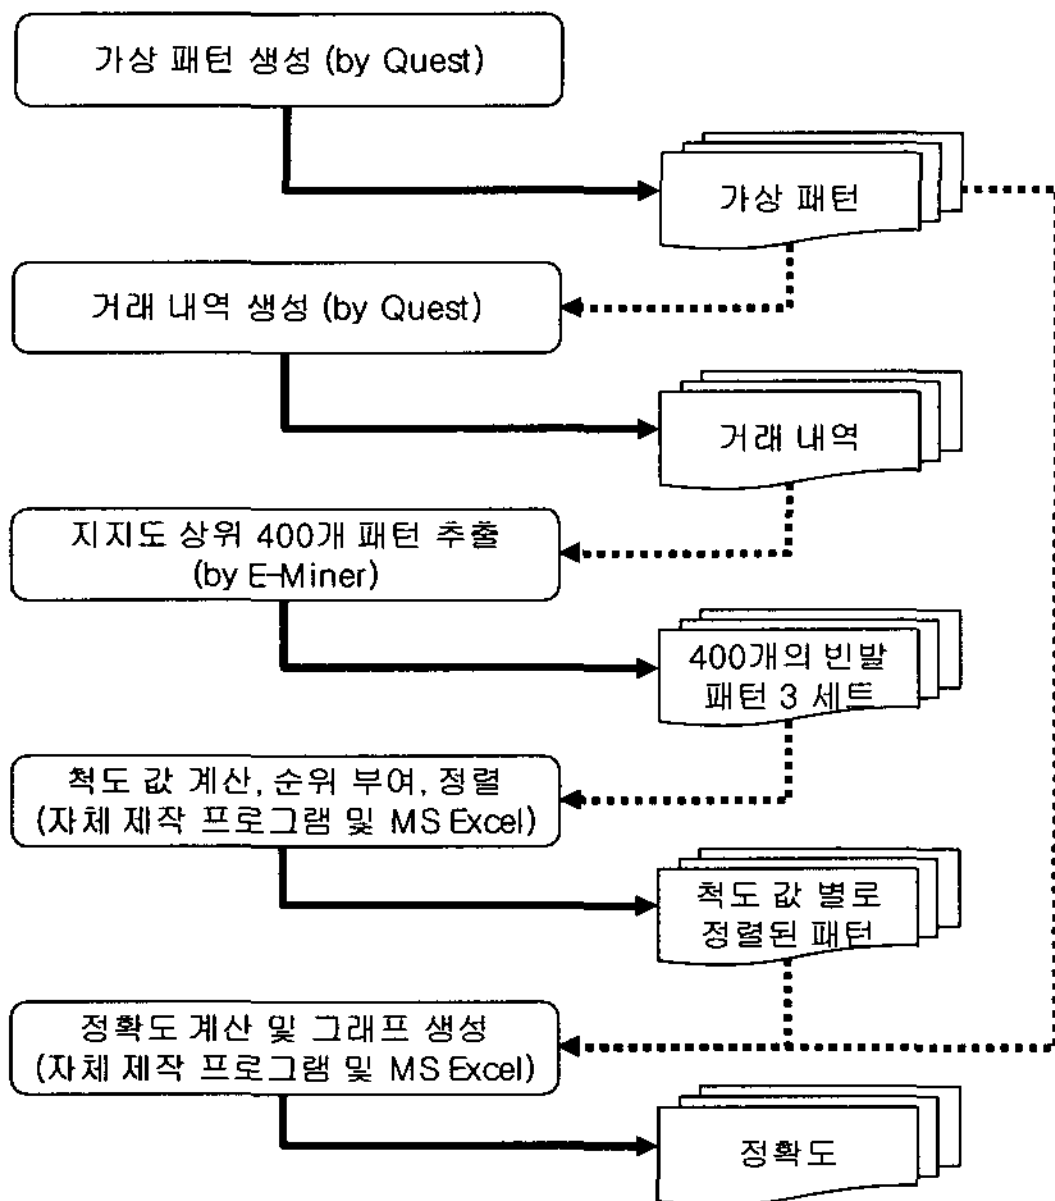 가상 패턴 생성 (by Quest)
가상 패턴
거래 내역 생성 (by Quest)
거래 내역
지지도 상위 400개 패턴 추출
(by E-Miner)
400개의 빈발
패턴 3 세트
척도 값 계산, 순위 부여, 정렬
(자체 제작 프로그램 및 MS Excel)
척도 값 별로
정렬된 패턴
정확도 계산 및 그래프 생성
(자체 제작 프로그램 및 MS Excel)
정확도